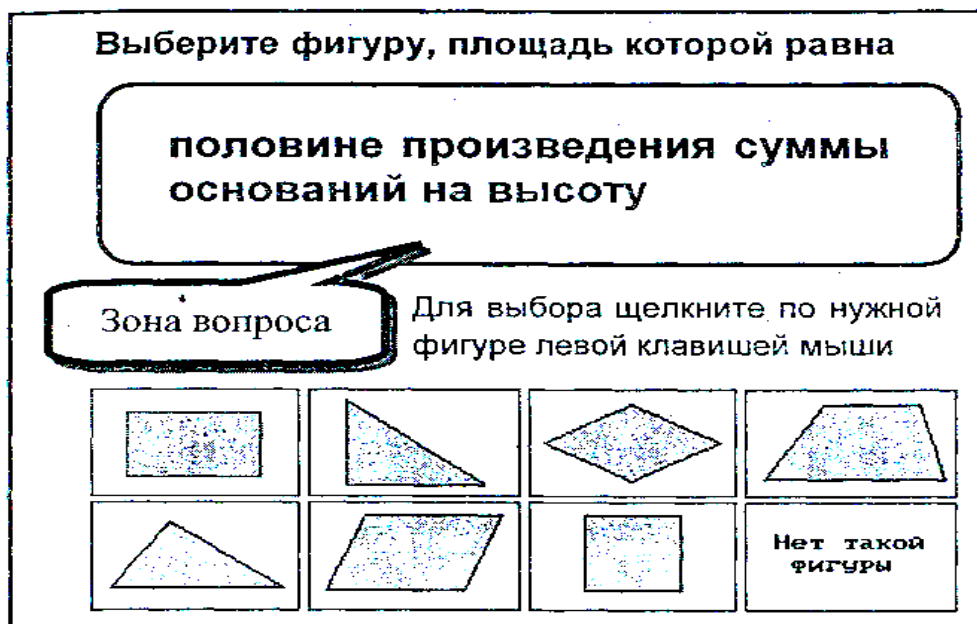 Выберите фигуру, площадь которой равна
половине произведения суммы
оснований на высоту
Зона вопроса
Для выбора щелкните по нужной
фигуре левой клавишей мыши
Нет такой
фигуры